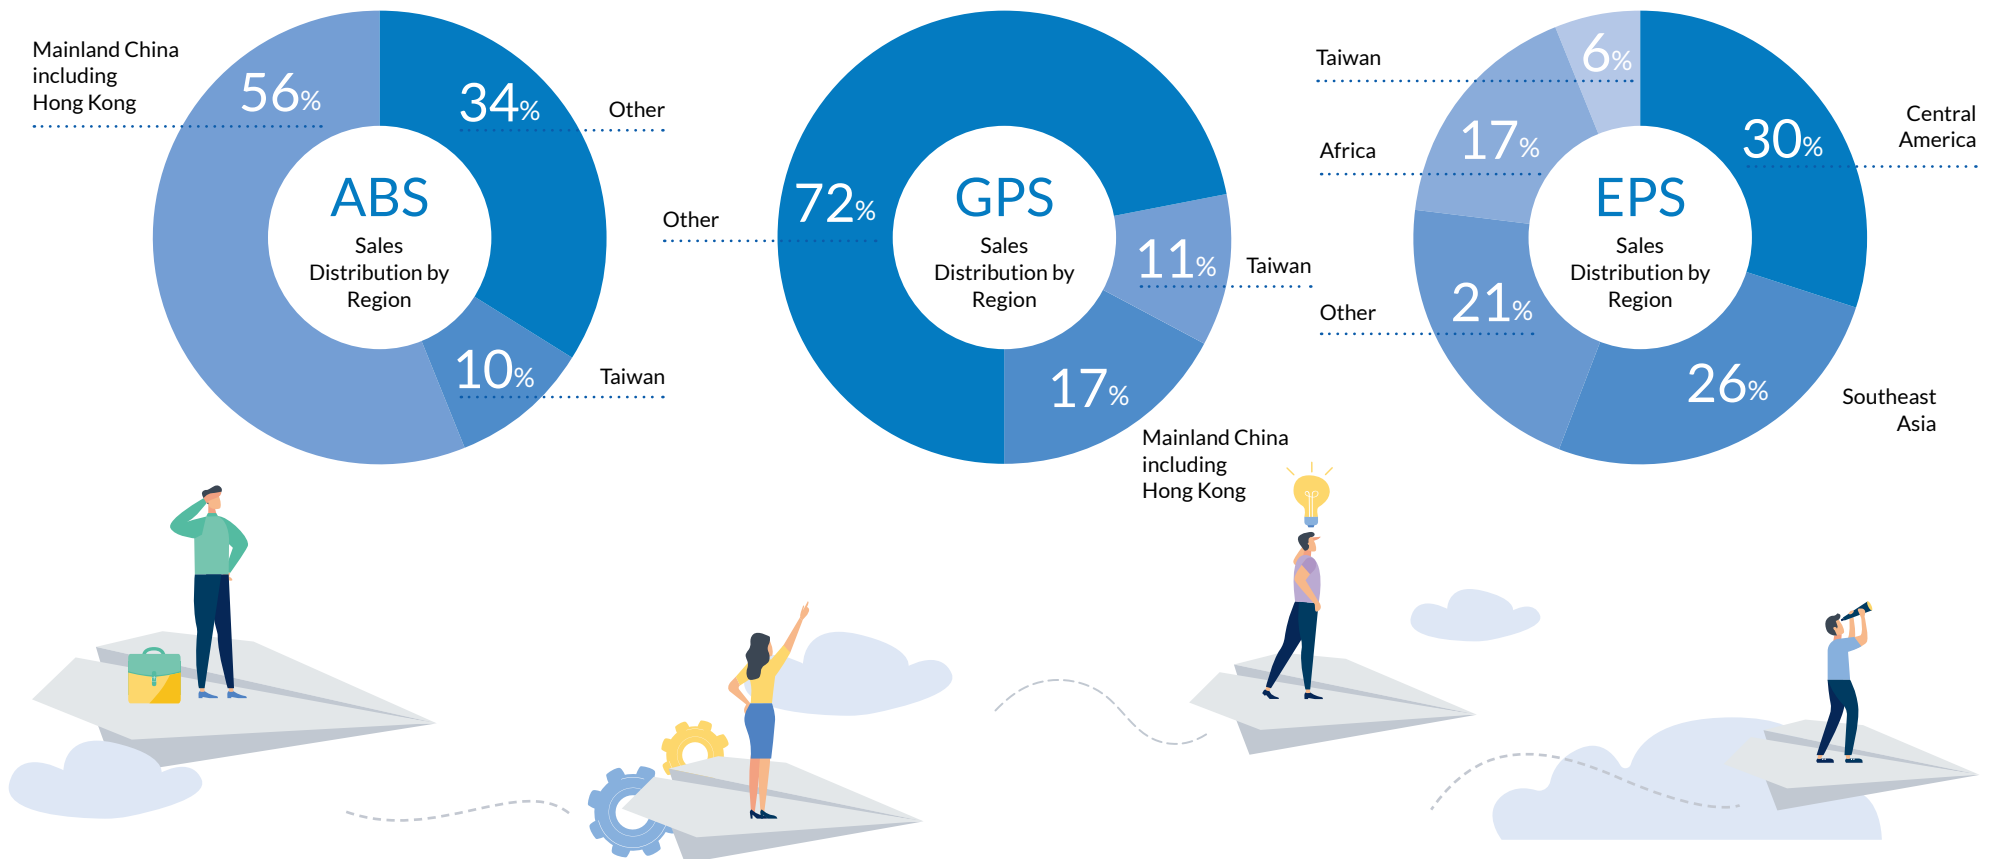 Mainland China
including
Hong Kong
56%
34%
Other
ABS
Sales
Distribution by
Region
10%
Taiwan
Other
72%
GPS
Sales
Distribution by
Region
11%
Taiwan
17%
Mainland China
including
Hong Kong
Taiwan
6%
Africa
17%
30%
Central
America
EPS
Sales
Distribution by
Region
Other
21%
26%
Southeast
Asia